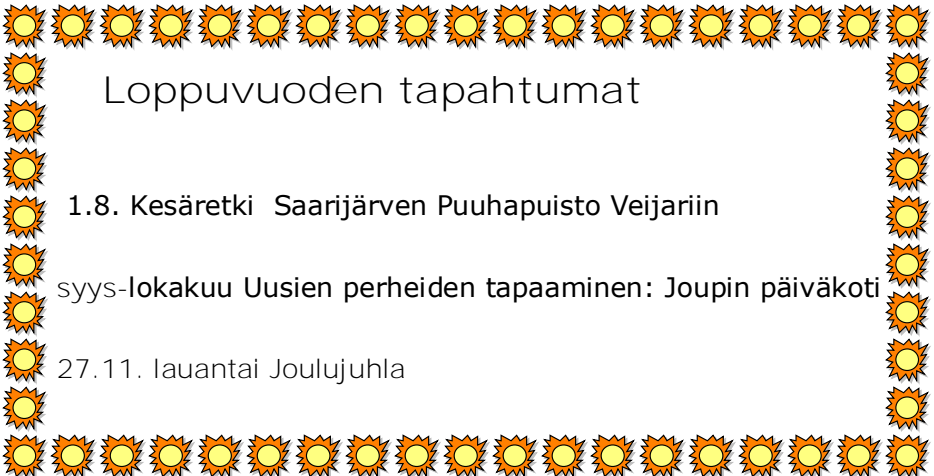 Loppuvuoden tapahtumat
1.8. Kesäretki Saarijärven Puuhapuisto Veijariin
syys-lokakuu Uusien perheiden tapaaminen: Joupin päiväkoti
27.11. lauantai Joulujuhla